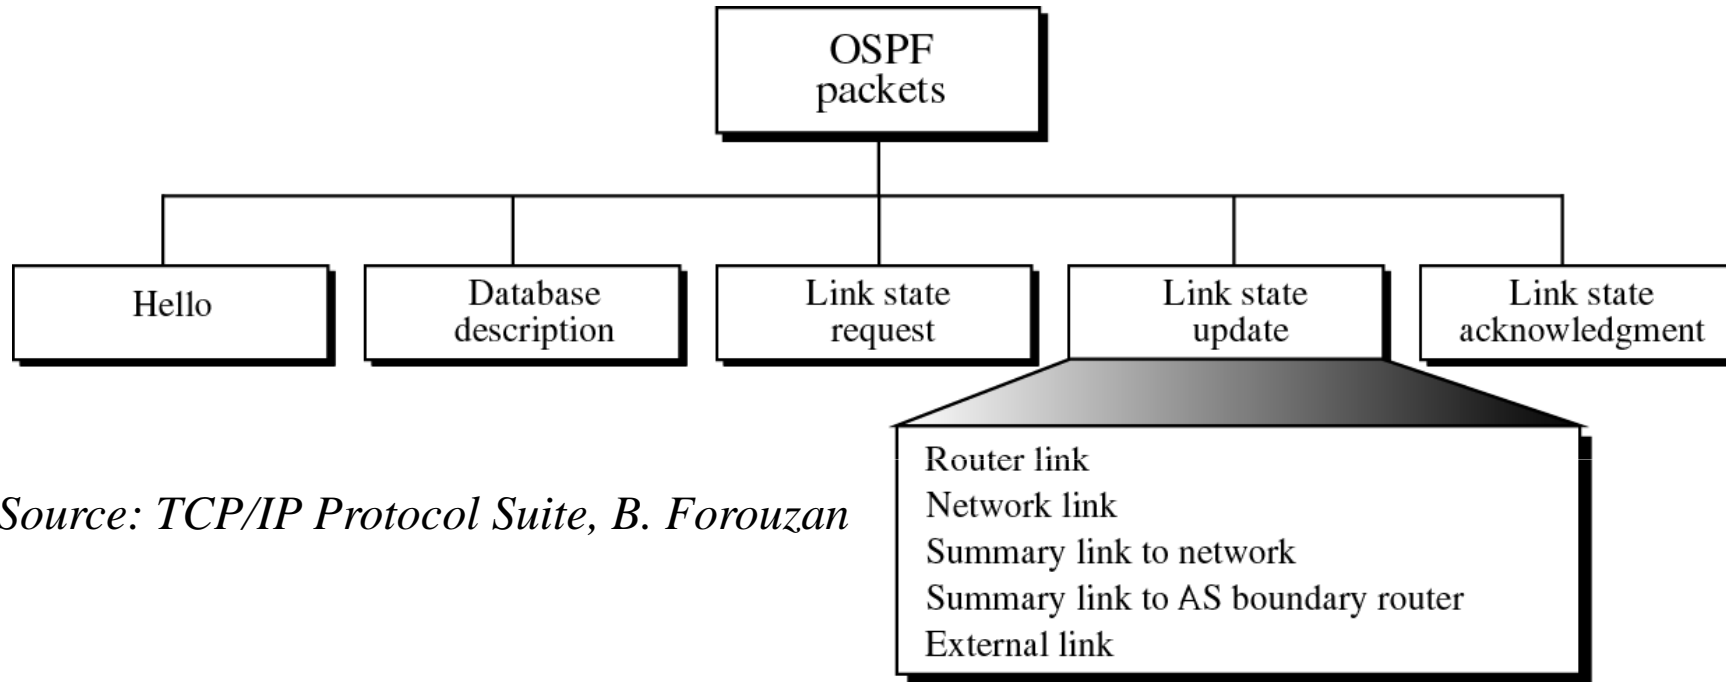 OSPF
packets
Hello
Database
description
Link state
request
Link state
update
Link state
acknowledgment
Router link
Network link
Summary link to network
Summary link to AS boundary router
External link
Source: TCP/IP Protocol Suite, B. Forouzan